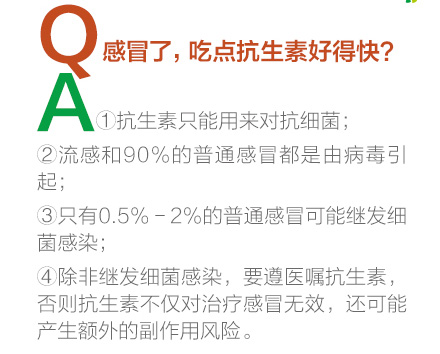 Q 感冒了，吃点抗生素好得快？
A ①抗生素只能用来对抗细菌；
②流感和90%的普通感冒都是由病毒引
起；
③只有0.5%－2%的普通感冒可能继发细
菌感染；
④除非继发细菌感染，要遵医嘱抗生素，
否则抗生素不仅对治疗感冒无效，还可能
产生额外的副作用风险。